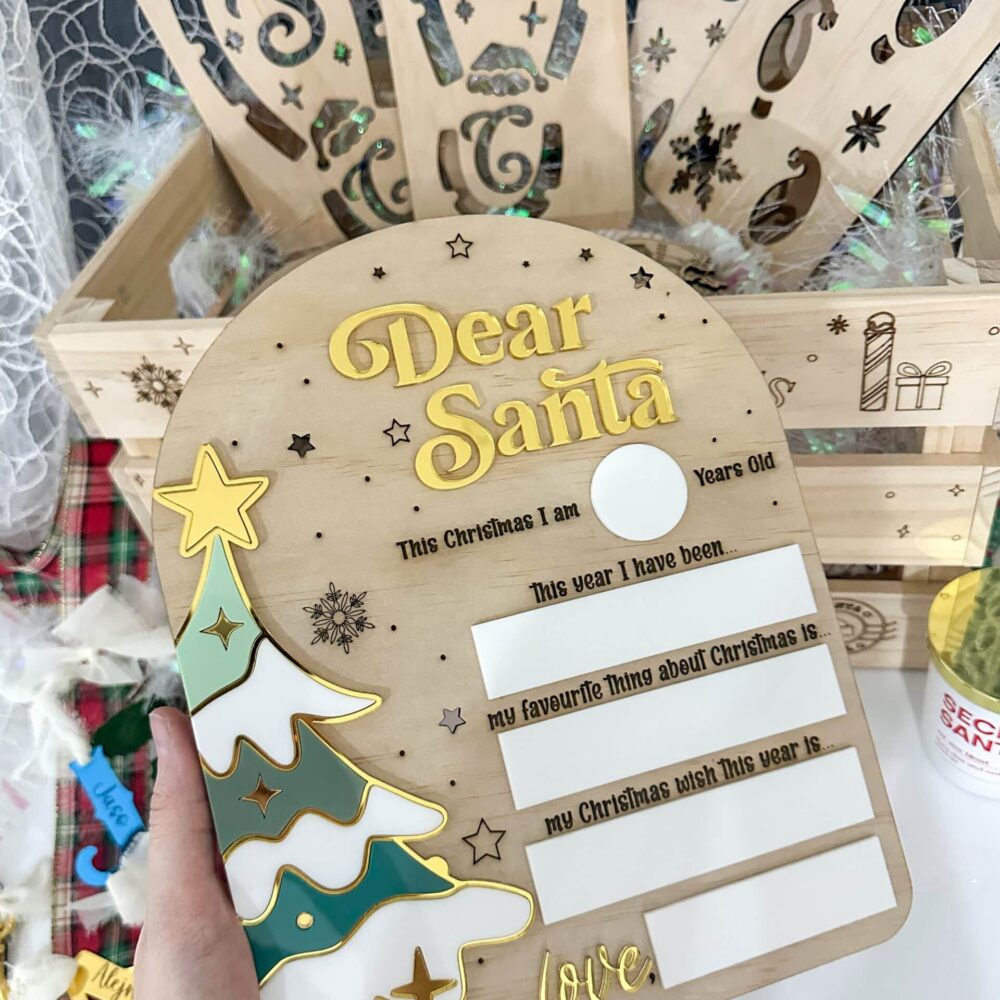 Dear
Santa
This Christmas I am
Years Old
This year I have been...
my favourite thing about Christmas is...
my Christmas wish this year is...
love,